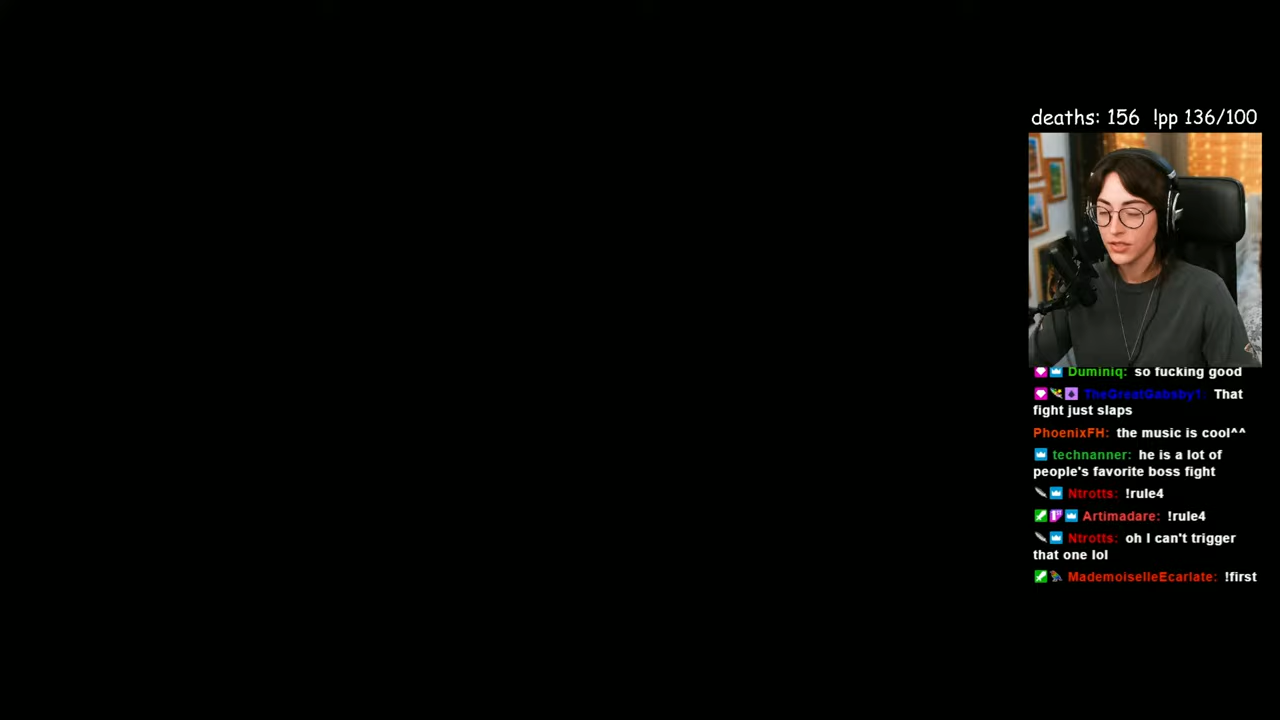 deaths: 156 !pp 136/100
Duminiq: so fucking good
TheGreatGabsby1: That
fight just slaps
PhoenixFH: the music is cool^^
technanner: he is a lot of
people's favorite boss fight
Ntrotts: !rule4
Artimadare: !rule4
Ntrotts: oh I can't trigger
that one lol
MademoiselleEcarlate: !first